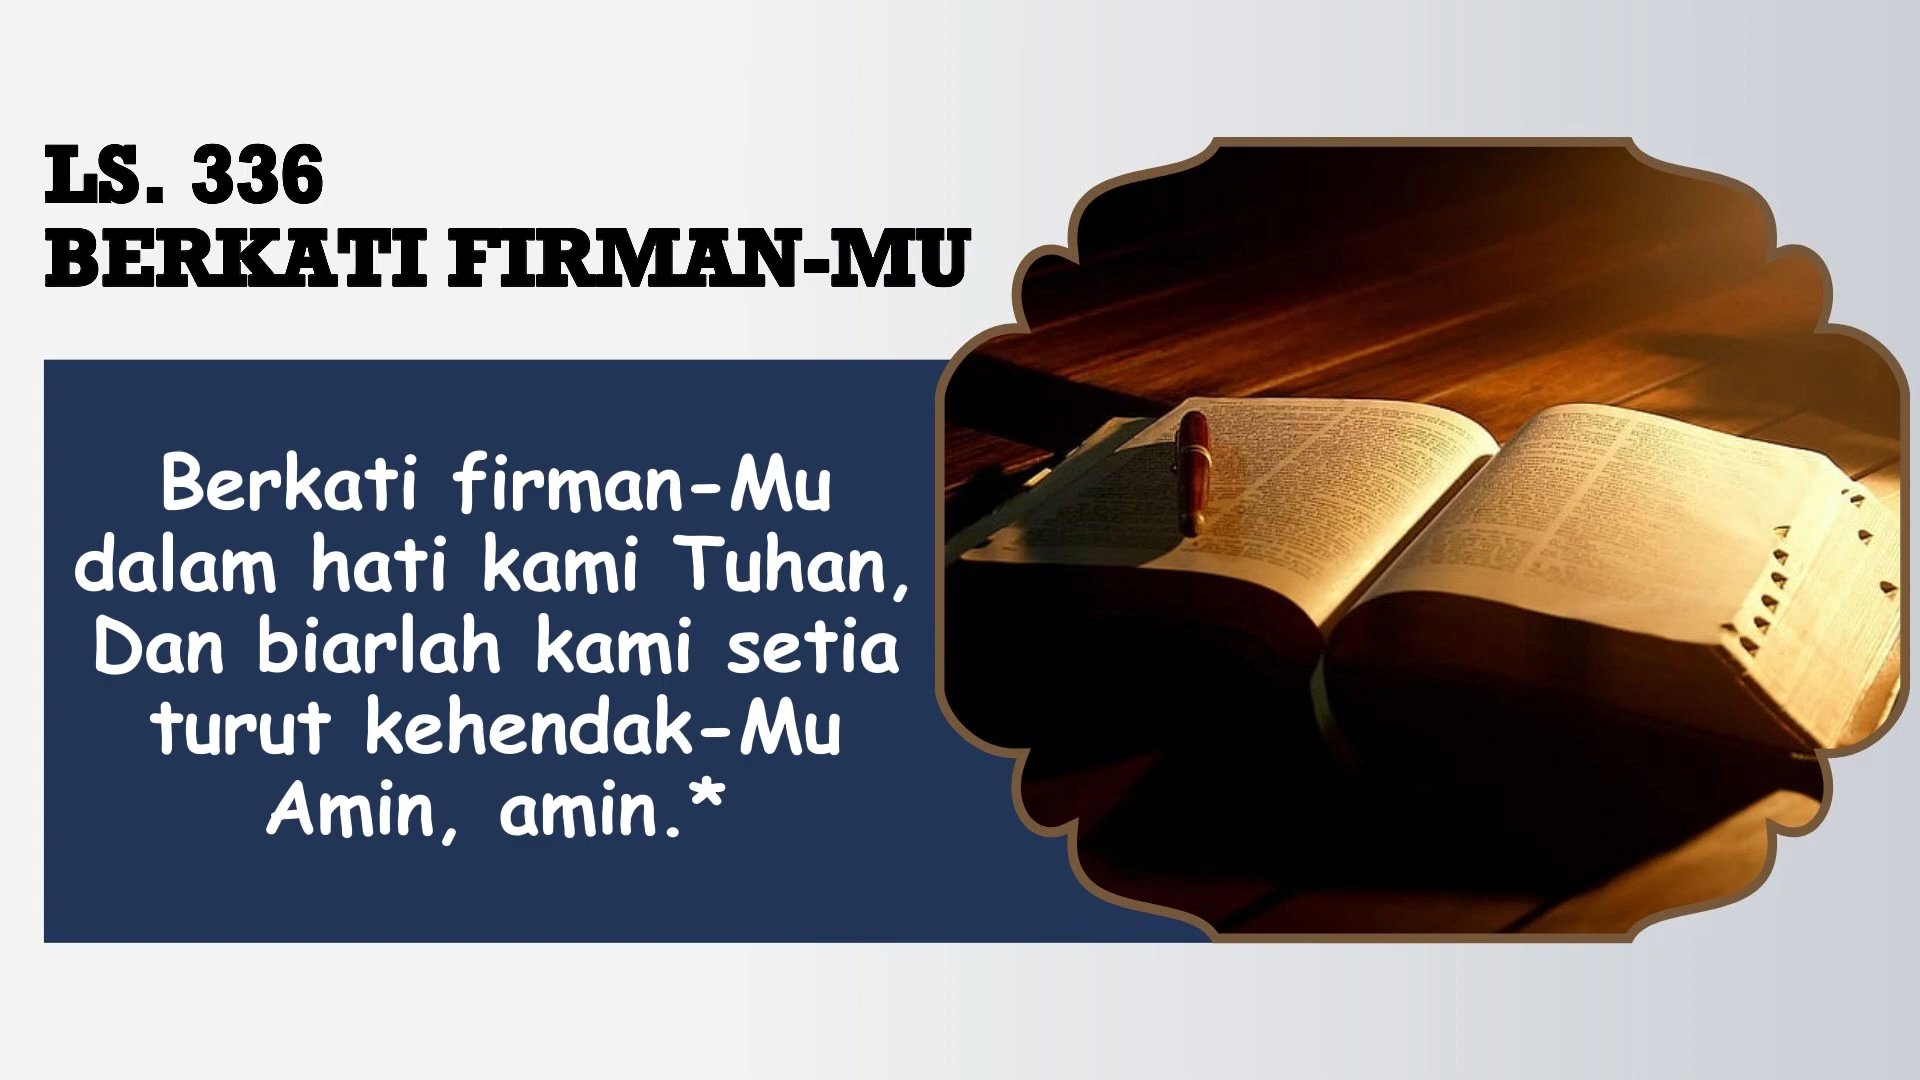 LS. 336
BERKATI FIRMAN-MU
Berkati firman-Mu
dalam hati kami Tuhan,
Dan biarlah kami setia
turut kehendak-Mu
Amin, amin.*